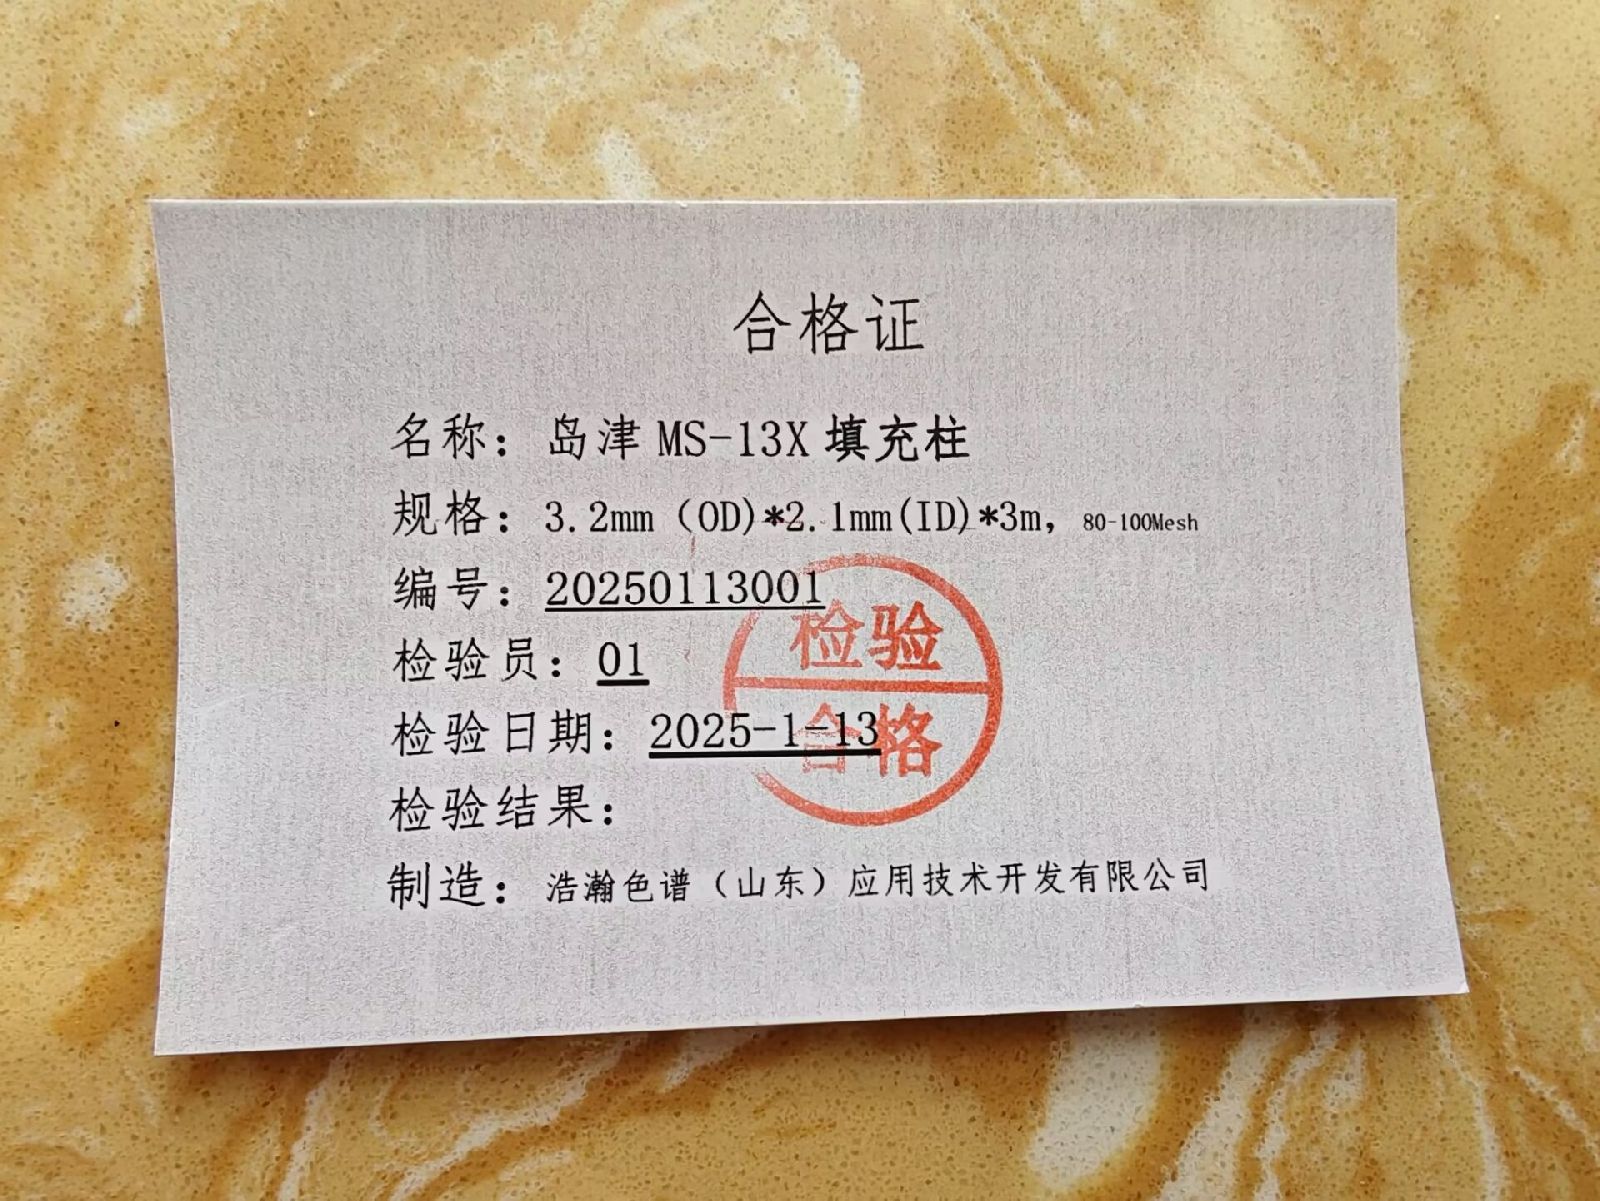 合格证
名称：岛津 MS-13X 填充柱
规格：3.2mm（OD)*2.1mm(ID)*3m，80-100Mesh
编号：20250113001
检验员：01
检验日期：2025-1-13
检验结果：
检验
合格
制造：浩瀚色谱（山东）应用技术开发有限公司